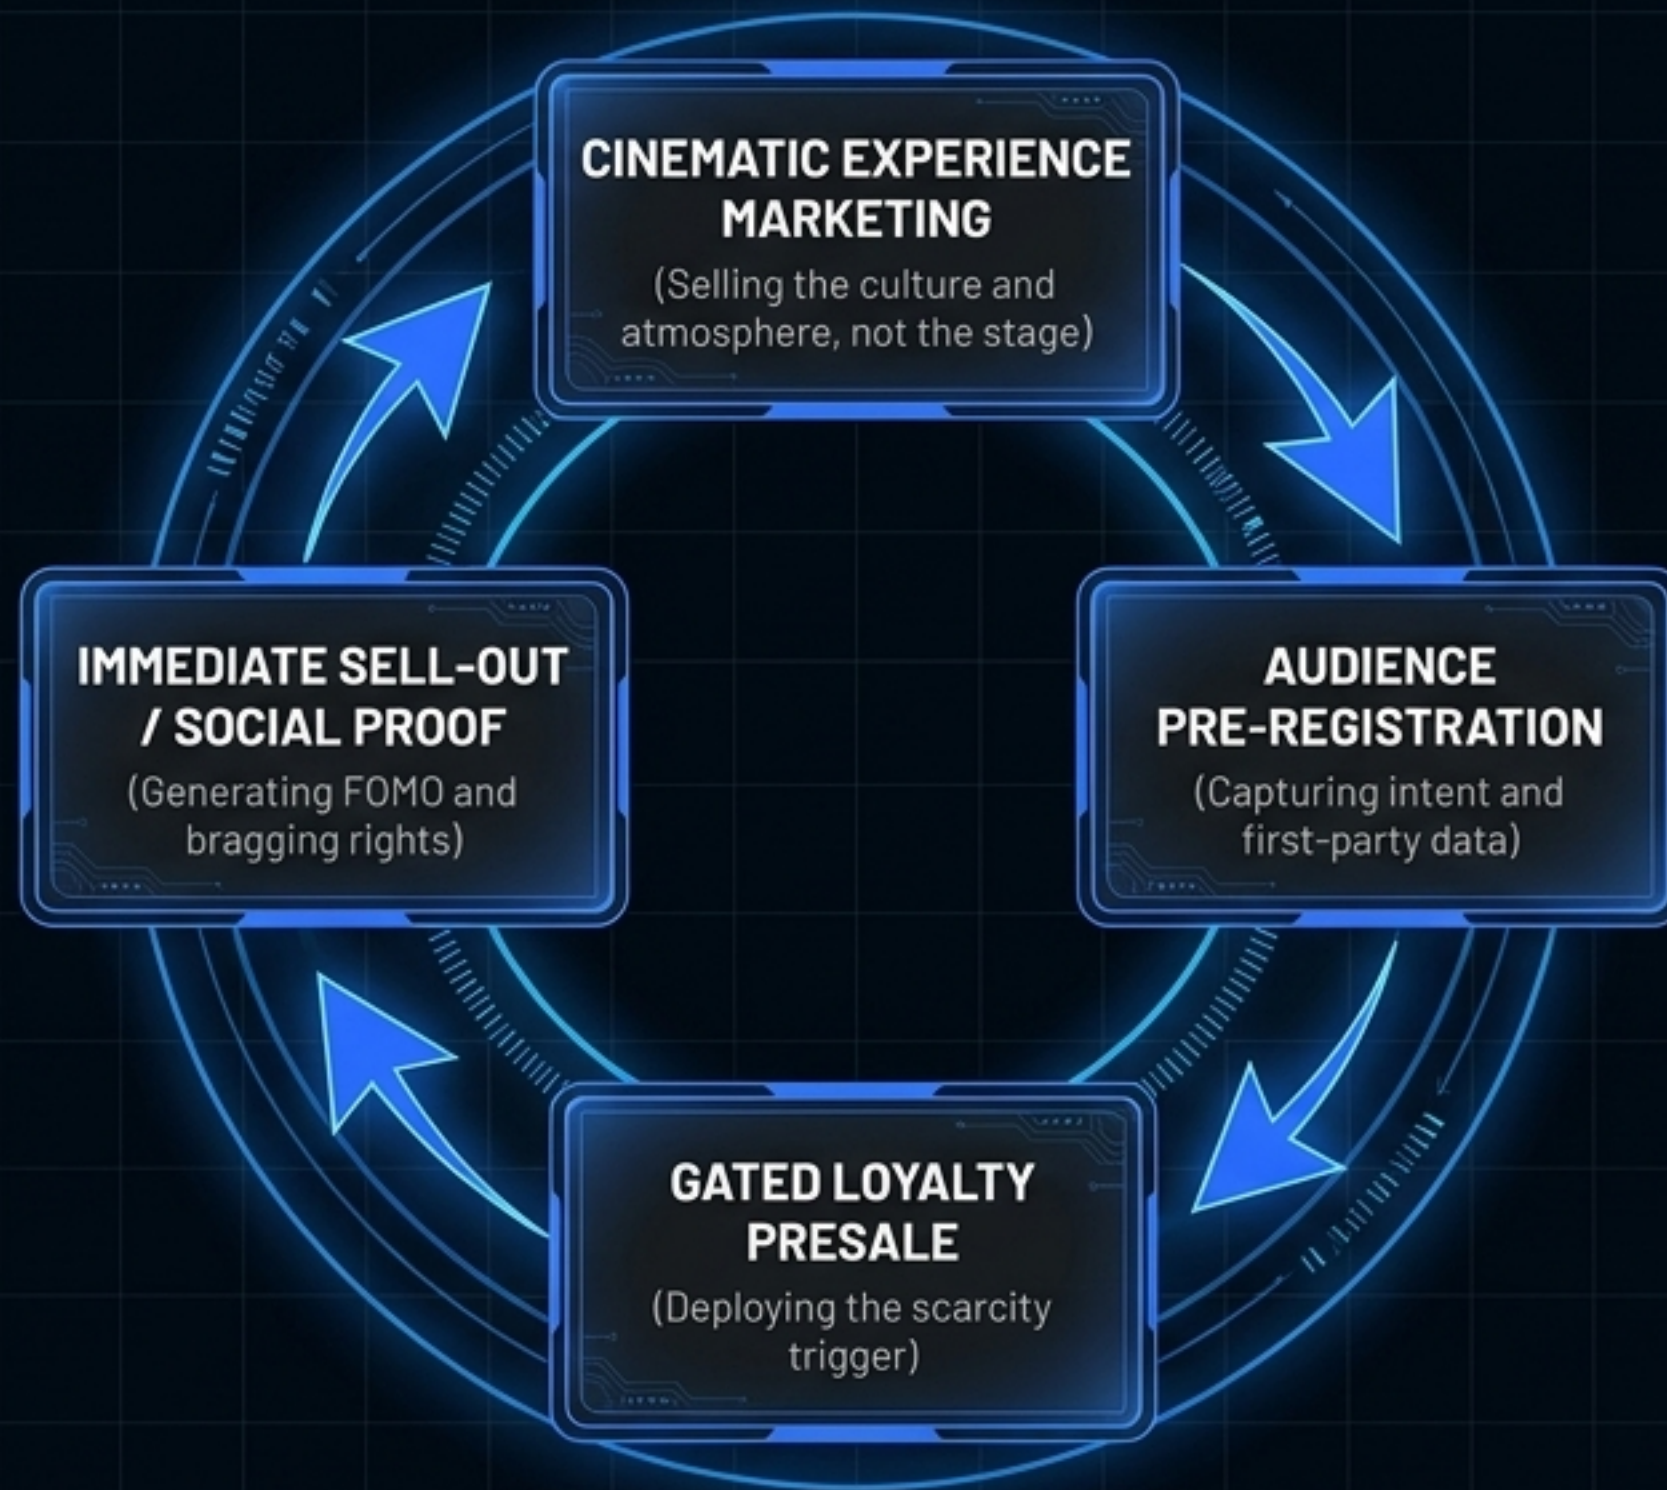 CINEMATIC EXPERIENCE
MARKETING
(Selling the culture and
atmosphere, not the stage)
IMMEDIATE SELL-OUT
/ SOCIAL PROOF
(Generating FOMO and
bragging rights)
AUDIENCE
PRE-REGISTRATION
(Capturing intent and
first-party data)
GATED LOYALTY
PRESALE
(Deploying the scarcity
trigger)